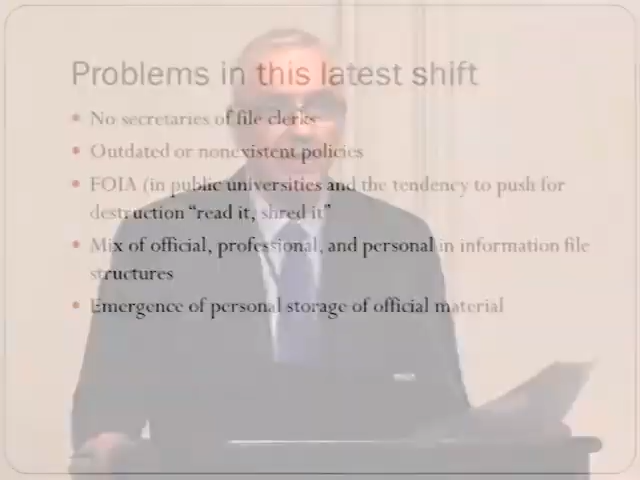 Problems in this latest shift
• No secretaries of file clerks
• Outdated or nonexistent policies
• FOIA (in public universities and the tendency to push for
destruction “read it, shred it”
• Mix of official, professional, and personal in information file
structures
• Emergence of personal storage of official material